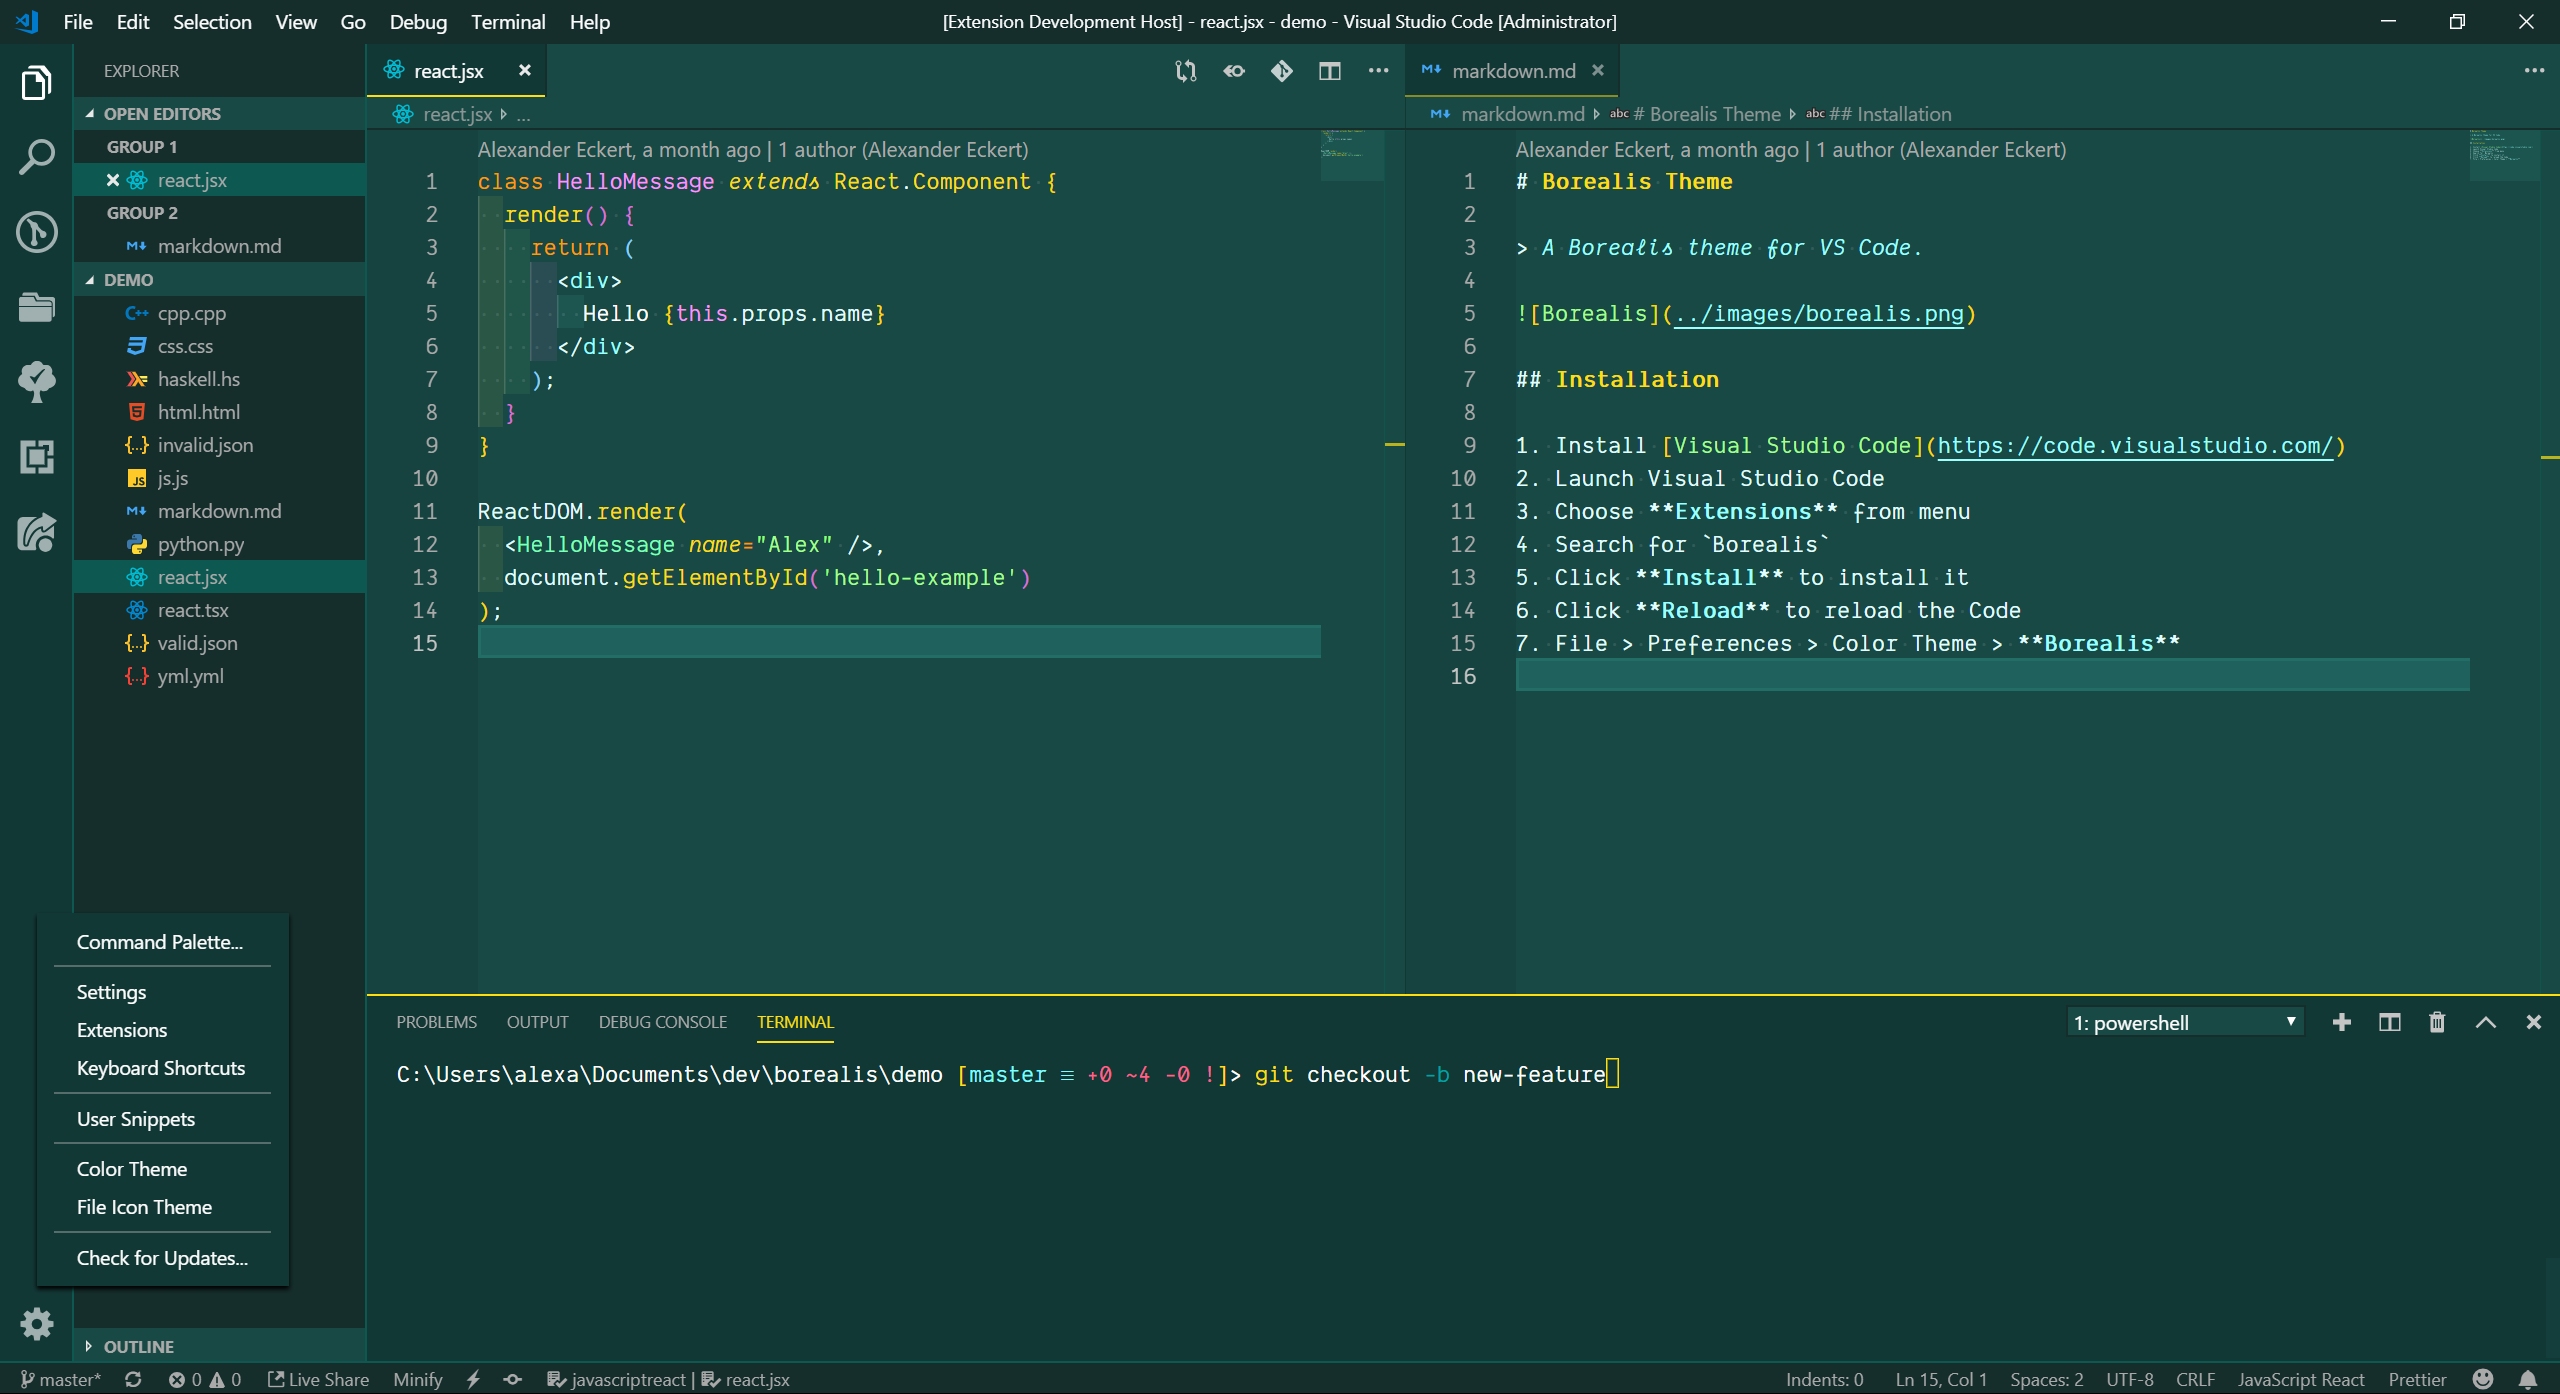 File Edit Selection View Go Debug Terminal Help
[Extension Development Host] - react.jsx - demo - Visual Studio Code [Administrator]
EXPLORER
OPEN EDITORS
GROUP 1
react.jsx
GROUP 2
markdown.md
DEMO
cpp.cpp
css.css
haskell.hs
html.html
invalid.json
js.js
markdown.md
python.py
react.jsx
react.tsx
valid.json
yml.yml
Command Palette...
Settings
Extensions
Keyboard Shortcuts
User Snippets
Color Theme
File Icon Theme
Check for Updates...
OUTLINE
react.jsx
react.jsx ...
Alexander Eckert, a month ago | 1 author (Alexander Eckert)
1 class HelloMessage extends React.Component {
2 render() {
3 return (
4 <div>
5 Hello {this.props.name}
6 </div>
7 );
8 }
9 }
10
11 ReactDOM.render(
12 <HelloMessage name="Alex" />,
13 document.getElementById('hello-example')
14 );
15
markdown.md
markdown.md abc # Borealis Theme abc ## Installation
Alexander Eckert, a month ago | 1 author (Alexander Eckert)
1 # Borealis Theme
2
3 > A Borealis theme for VS Code.
4
5 ![Borealis](../images/borealis.png)
6
7 ## Installation
8
9 1. Install [Visual Studio Code](https://code.visualstudio.com/)
10 2. Launch Visual Studio Code
11 3. Choose **Extensions** from menu
12 4. Search for `Borealis`
13 5. Click **Install** to install it
14 6. Click **Reload** to reload the Code
15 7. File > Preferences > Color Theme > **Borealis**
16
PROBLEMS OUTPUT DEBUG CONSOLE TERMINAL
1: powershell
C:\Users\alexa\Documents\dev\borealis\demo [master ≡ +0 ~4 -0 !]> git checkout -b new-feature
master* 0 0 Live Share Minify javascriptreact | react.jsx
Indents: 0 Ln 15, Col 1 Spaces: 2 UTF-8 CRLF JavaScript React Prettier